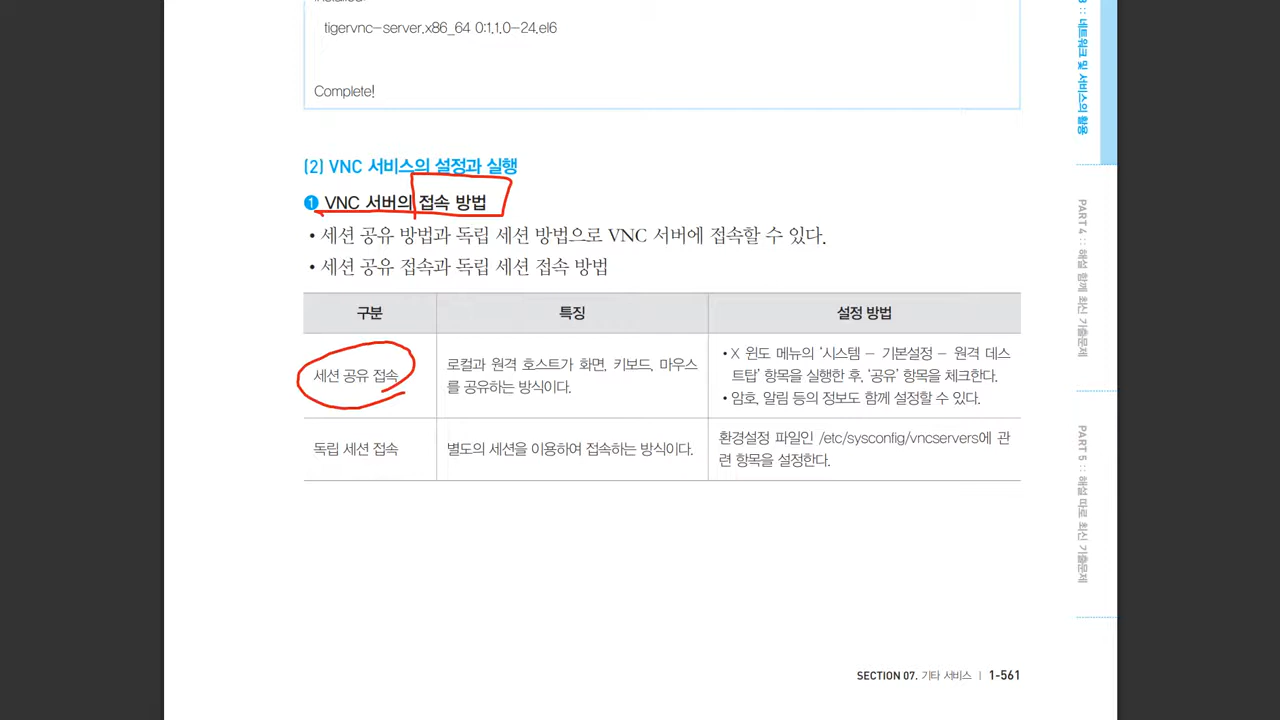 tigervnc-server.x86_64 0:1.1.0-24.el6
Complete!
(2) VNC 서비스의 설정과 실행
❶ VNC 서버의 접속 방법
• 세션 공유 방법과 독립 세션 방법으로 VNC 서버에 접속할 수 있다.
• 세션 공유 접속과 독립 세션 접속 방법
구분 특징 설정 방법
세션 공유 접속
로컬과 원격 호스트가 화면, 키보드, 마우스
를 공유하는 방식이다.
• X 윈도 메뉴의 ‘시스템 – 기본설정 – 원격 데스
트탑’ 항목을 실행한 후, ‘공유’ 항목을 체크한다.
• 암호, 알림 등의 정보도 함께 설정할 수 있다.
독립 세션 접속
별도의 세션을 이용하여 접속하는 방식이다.
환경설정 파일인 /etc/sysconfig/vncservers에 관
련 항목을 설정한다.
:: 네트워크 및 서비스의 활용
PART 4 :: 해설 함께 최신 기출문제
PART 5 :: 해설 따로 최신 기출문제
SECTION 07. 기타 서비스 | 1-561